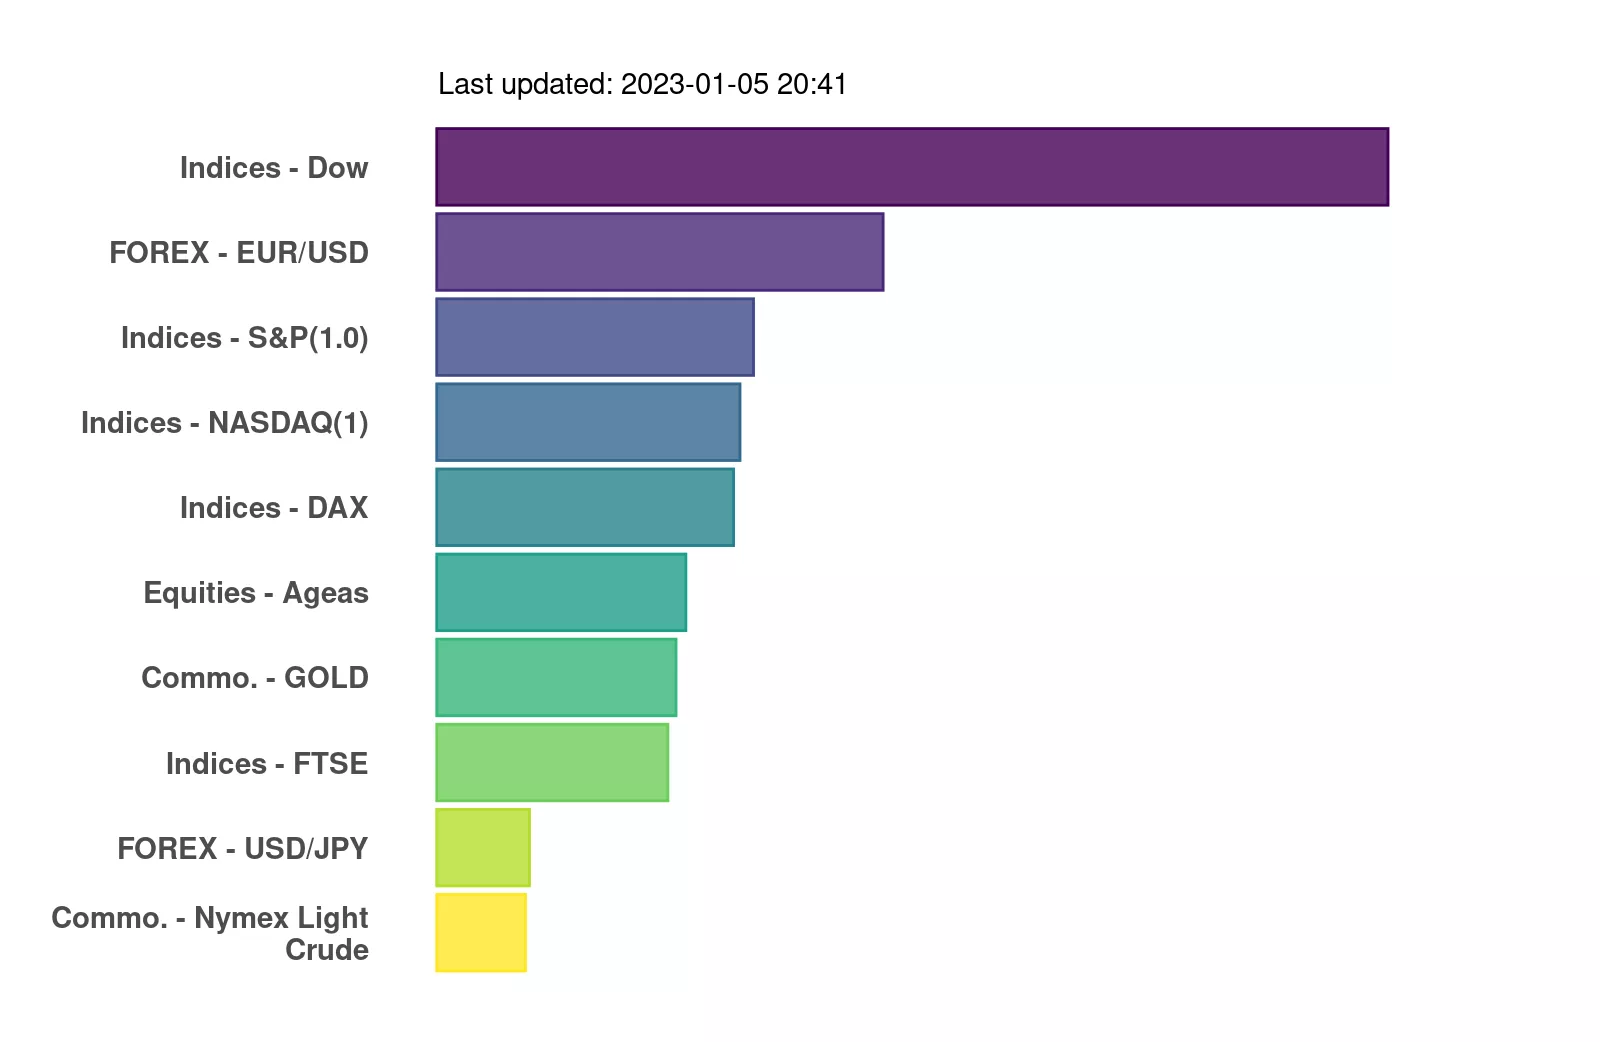 Last updated: 2023-01-05 20:41
Indices - Dow
FOREX - EUR/USD
Indices - S&P(1.0)
Indices - NASDAQ(1)
Indices - DAX
Equities - Ageas
Commo. - GOLD
Indices - FTSE
FOREX - USD/JPY
Commo. - Nymex Light
Crude